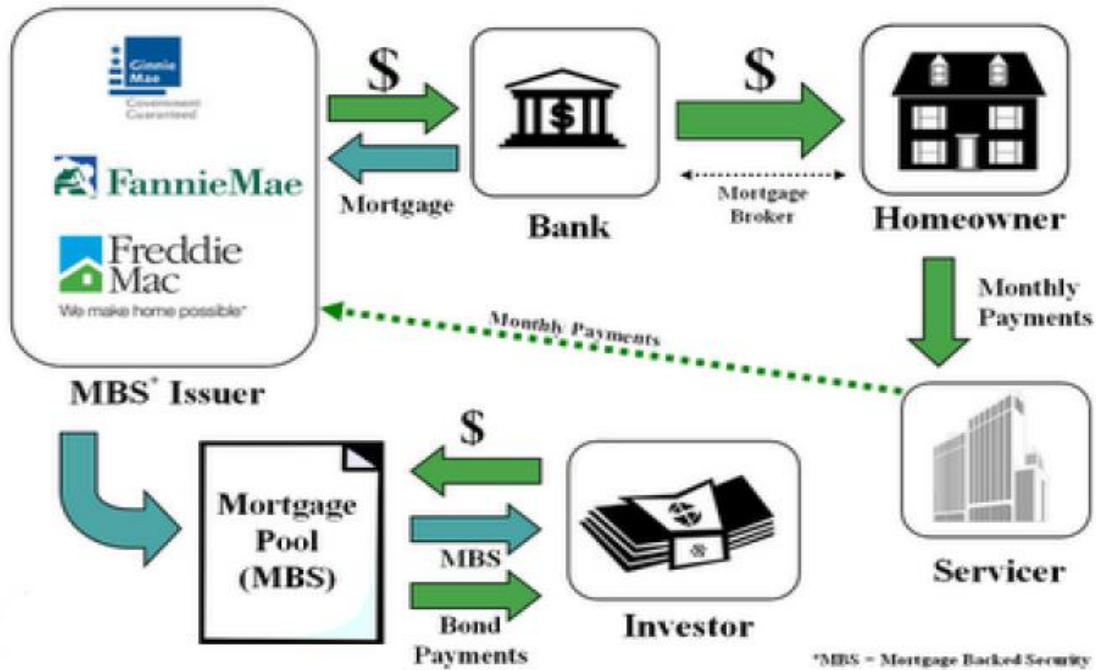 Ginnie
Mae
Government
Guaranteed
FannieMae
Freddie
Mac
We make home possible*
MBS* Issuer
$
Mortgage
$
Bank
$
Mortgage
Broker
Homeowner
Monthly
Payments
Monthly Payments
Servicer
Mortgage
Pool
(MBS)
$
MBS
Bond
Payments
Investor
*MBS = Mortgage Backed Security